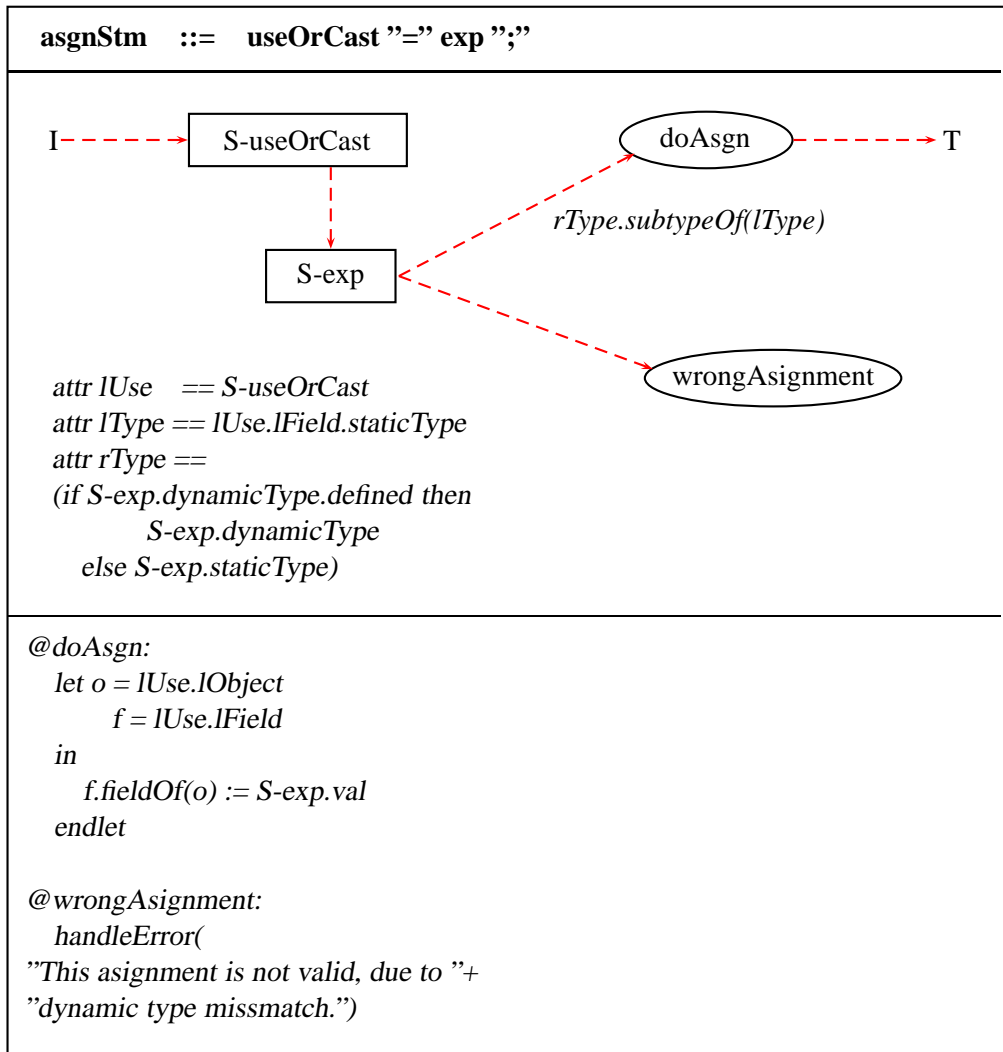 asgnStm ::= useOrCast ”=” exp ”;”
I S-useOrCast doAsgn T
rType.subtypeOf(lType)
S-exp
wrongAsignment
attr lUse == S-useOrCast
attr lType == lUse.lField.staticType
attr rType ==
(if S-exp.dynamicType.defined then
S-exp.dynamicType
else S-exp.staticType)
@doAsgn:
let o = lUse.lObject
f = lUse.lField
in
f.fieldOf(o) := S-exp.val
endlet
@wrongAsignment:
handleError(
”This asignment is not valid, due to ”+
”dynamic type missmatch.”)